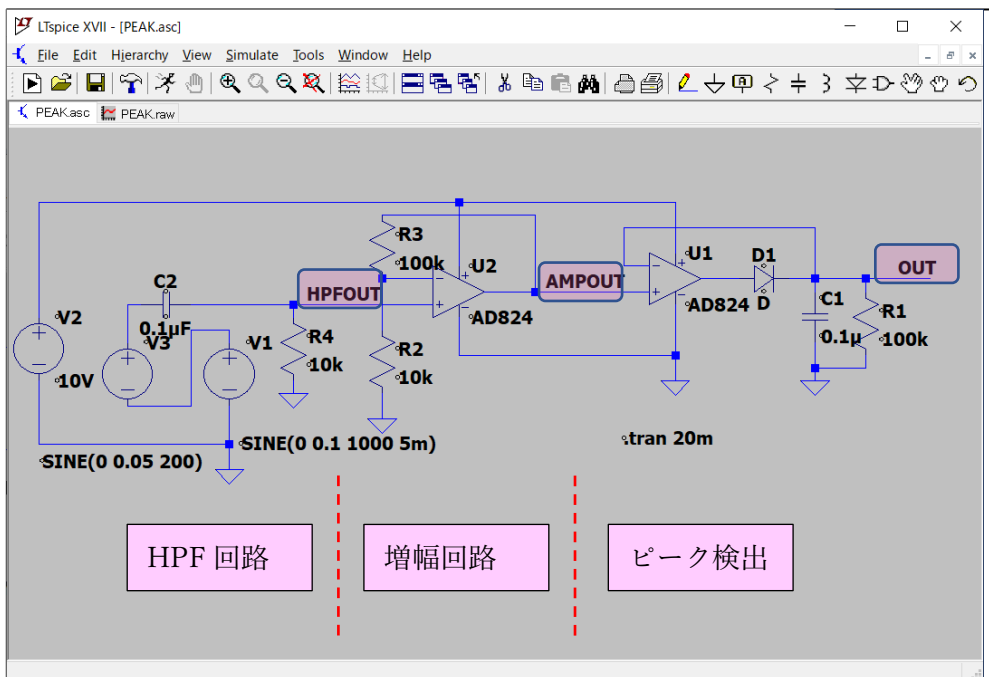 LTspice XVII - [PEAK.asc]
File Edit Hierarchy View Simulate Tools Window Help
PEAK.asc PEAK.raw
R3
100k
U2
AD824
HPFOUT
AMPOUT
U1
AD824
D1
D
OUT
C2
0.1µF
V2
10V
V3
V1
R4
10k
R2
10k
C1
0.1µ
R1
100k
SINE(0 0.1 1000 5m)
.tran 20m
SINE(0 0.05 200)
HPF 回路
増幅回路
ピーク検出